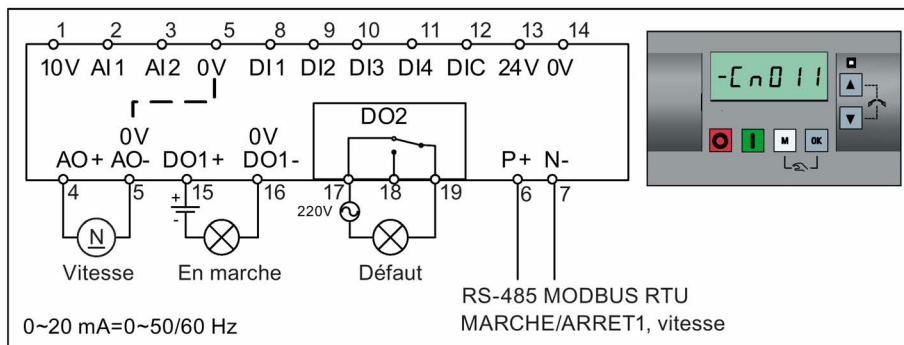 1 2 3 5 8 9 10 11 12 13 14
10V AI1 AI2 0V DI1 DI2 DI3 DI4 DIC 24V 0V
-Cn011
M OK
DO2
0V 0V
AO+ AO- DO1+ DO1- P+ N-
4 5 15 16 17 18 19 6 7
+
-
220V
N
Vitesse En marche Défaut
RS-485 MODBUS RTU
0~20 mA=0~50/60 Hz MARCHE/ARRET1, vitesse